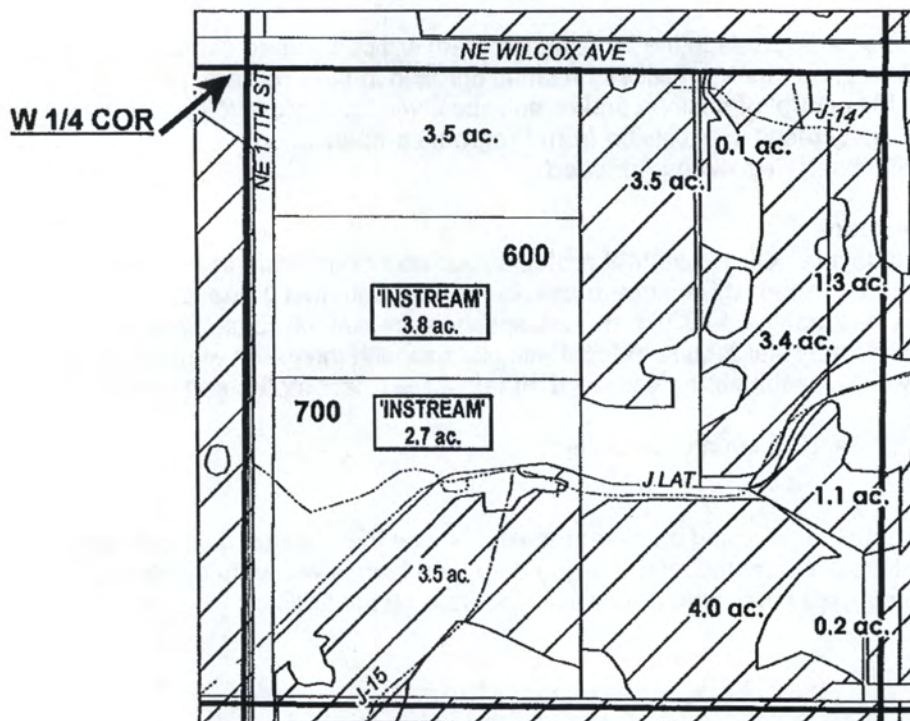 NE WILCOX AVE
W 1/4 COR
NE 17TH ST
3.5 ac.
0.1 ac.
J-14
3.5 ac.
600
1.3 ac.
'INSTREAM'
3.8 ac.
3.4 ac.
700
'INSTREAM'
2.7 ac.
J LAT
1.1 ac.
3.5 ac.
4.0 ac.
0.2 ac.
J-15